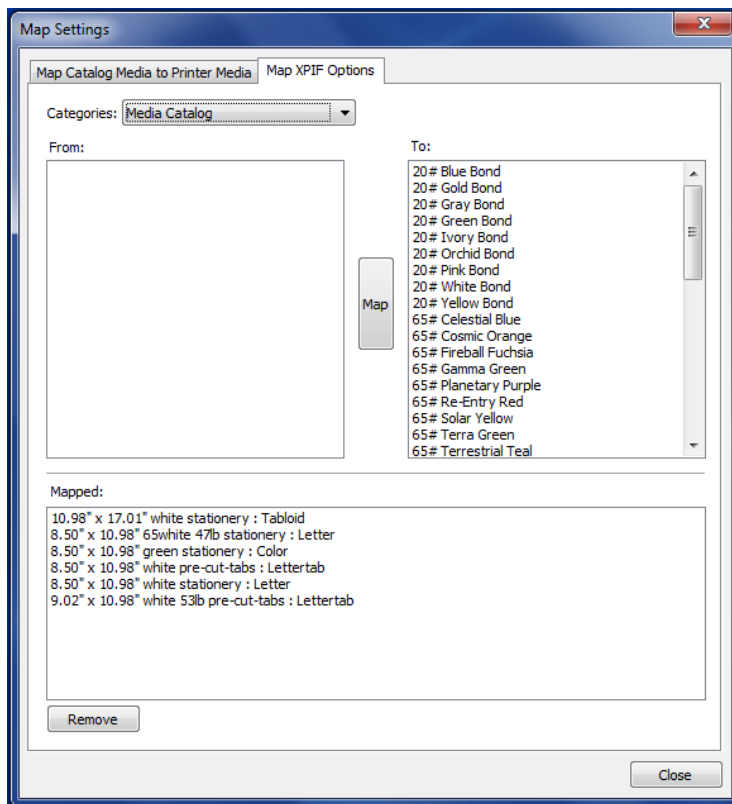 Map Settings
Map Catalog Media to Printer Media
Map XPIF Options
Categories: Media Catalog
From:
To:
20# Blue Bond
20# Gold Bond
20# Gray Bond
20# Green Bond
20# Ivory Bond
20# Orchid Bond
20# Pink Bond
20# White Bond
20# Yellow Bond
65# Celestial Blue
65# Cosmic Orange
65# Fireball Fuchsia
65# Gamma Green
65# Planetary Purple
65# Re-Entry Red
65# Solar Yellow
65# Terra Green
65# Terrestrial Teal
Map
Mapped:
10.98" x 17.01" white stationery : Tabloid
8.50" x 10.98" 65white 47lb stationery : Letter
8.50" x 10.98" green stationery : Color
8.50" x 10.98" white pre-cut-tabs : Lettertab
8.50" x 10.98" white stationery : Letter
9.02" x 10.98" white 53lb pre-cut-tabs : Lettertab
Remove
Close